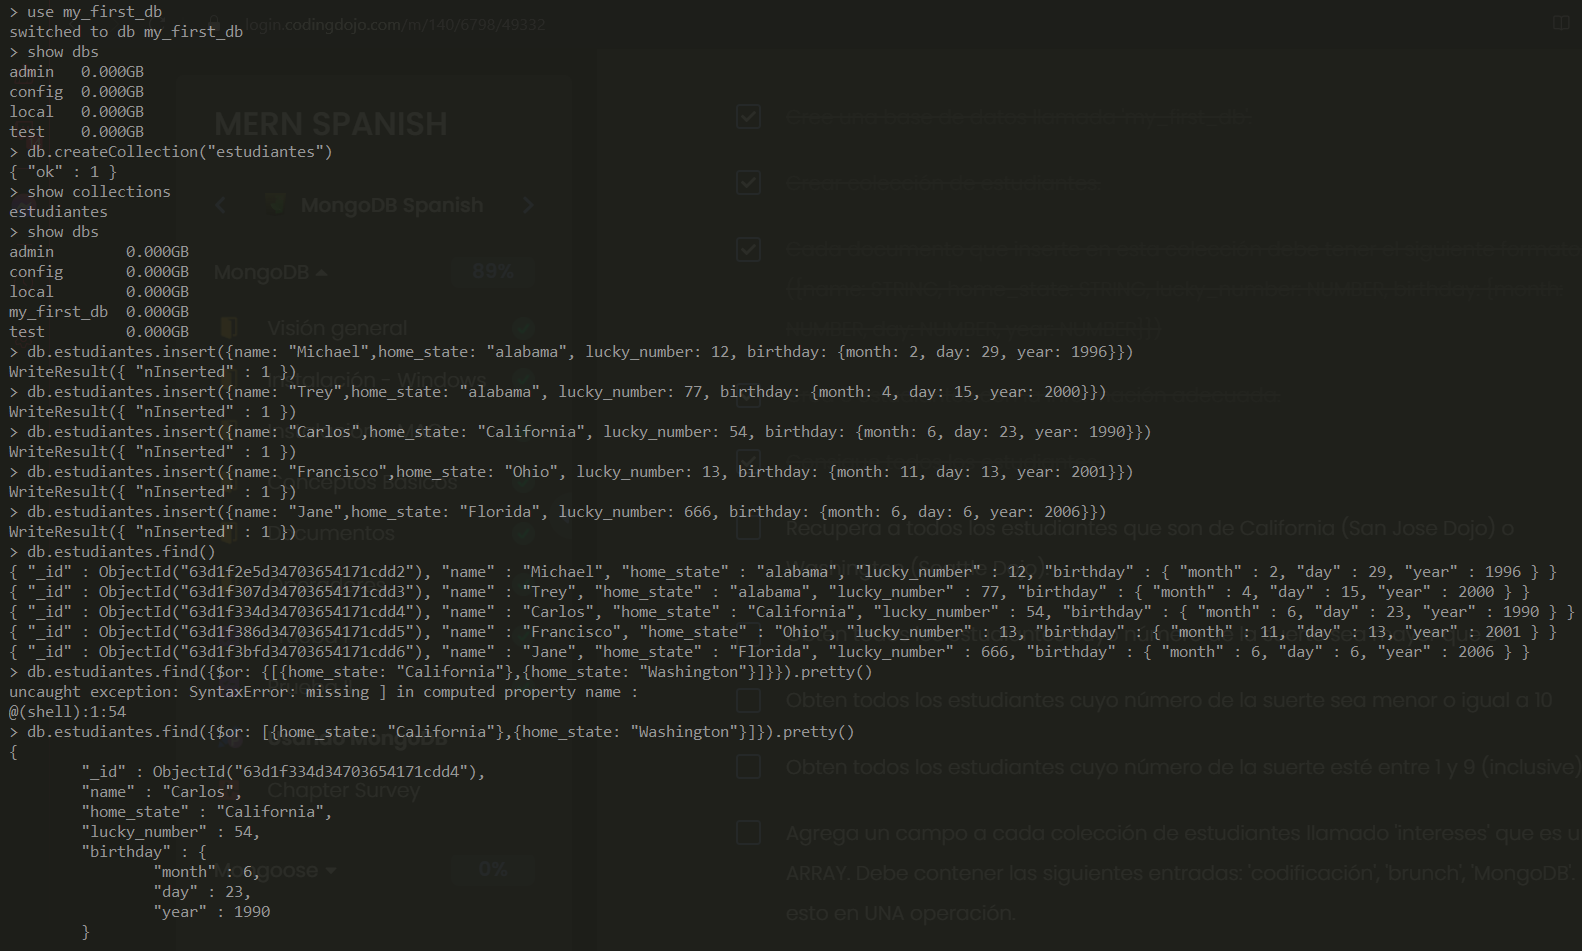 > use my_first_db
login.codingdojo.com/m/140/6798/49332
switched to db my_first_db
> show dbs
admin   0.000GB
config  0.000GB
local   0.000GB
test    0.000GB
> db.createCollection("estudiantes")
{ "ok" : 1 }
> show collections
estudiantes
> show dbs
admin        0.000GB
config       0.000GB
local        0.000GB
my_first_db  0.000GB
test         0.000GB
> db.estudiantes.insert({name: "Michael",home_state: "alabama", lucky_number: 12, birthday: {month: 2, day: 29, year: 1996}})
WriteResult({ "nInserted" : 1 })
> db.estudiantes.insert({name: "Trey",home_state: "alabama", lucky_number: 77, birthday: {month: 4, day: 15, year: 2000}})
WriteResult({ "nInserted" : 1 })
> db.estudiantes.insert({name: "Carlos",home_state: "California", lucky_number: 54, birthday: {month: 6, day: 23, year: 1990}})
WriteResult({ "nInserted" : 1 })
> db.estudiantes.insert({name: "Francisco",home_state: "Ohio", lucky_number: 13, birthday: {month: 11, day: 13, year: 2001}})
WriteResult({ "nInserted" : 1 })
> db.estudiantes.insert({name: "Jane",home_state: "Florida", lucky_number: 666, birthday: {month: 6, day: 6, year: 2006}})
WriteResult({ "nInserted" : 1 })
> db.estudiantes.find()
{ "_id" : ObjectId("63d1f2e5d34703654171cdd2"), "name" : "Michael", "home_state" : "alabama", "lucky_number" : 12, "birthday" : { "month" : 2, "day" : 29, "year" : 1996 } }
{ "_id" : ObjectId("63d1f307d34703654171cdd3"), "name" : "Trey", "home_state" : "alabama", "lucky_number" : 77, "birthday" : { "month" : 4, "day" : 15, "year" : 2000 } }
{ "_id" : ObjectId("63d1f334d34703654171cdd4"), "name" : "Carlos", "home_state" : "California", "lucky_number" : 54, "birthday" : { "month" : 6, "day" : 23, "year" : 1990 } }
{ "_id" : ObjectId("63d1f386d34703654171cdd5"), "name" : "Francisco", "home_state" : "Ohio", "lucky_number" : 13, "birthday" : { "month" : 11, "day" : 13, "year" : 2001 } }
{ "_id" : ObjectId("63d1f3bfd34703654171cdd6"), "name" : "Jane", "home_state" : "Florida", "lucky_number" : 666, "birthday" : { "month" : 6, "day" : 6, "year" : 2006 } }
> db.estudiantes.find({$or: {[{home_state: "California"},{home_state: "Washington"}]}}).pretty()
uncaught exception: SyntaxError: missing ] in computed property name :
@(shell):1:54
> db.estudiantes.find({$or: [{home_state: "California"},{home_state: "Washington"}]}).pretty()
{
        "_id" : ObjectId("63d1f334d34703654171cdd4"),
        "name" : "Carlos",
        "home_state" : "California",
        "lucky_number" : 54,
        "birthday" : {
                "month" : 6,
                "day" : 23,
                "year" : 1990
        }
MERN SPANISH
MongoDB Spanish
MongoDB
89%
Visión general
Instalación - Windows
Conceptos Básicos
Documentos
Usando MongoDB
Chapter Survey
Mongoose
0%
Crear colección de estudiantes
Recupera a todos los estudiantes que son de California (San Jose Dojo) o
Washington (Seattle Dojo)
Obten todos los estudiantes cuyo número de la suerte sea menor o igual a 10
Obten todos los estudiantes cuyo número de la suerte esté entre 1 y 9 (inclusive)
Agrega un campo a cada colección de estudiantes llamado 'intereses' que es u
ARRAY. Debe contener las siguientes entradas: 'codificación', 'brunch', 'MongoDB'.
esto en UNA operación.